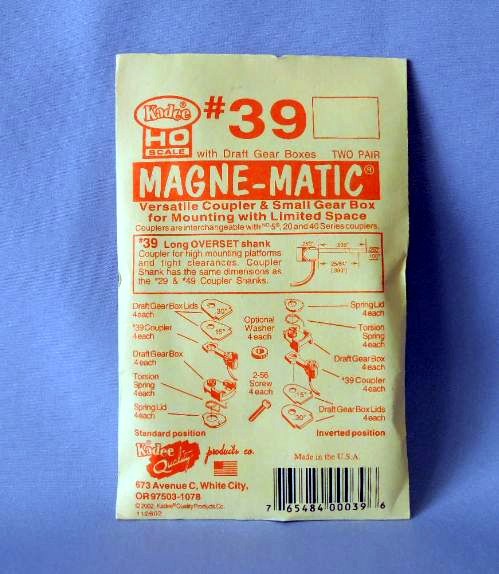 Kadee®
HO
SCALE
#39
with Draft Gear Boxes TWO PAIR
MAGNE-MATIC®
Versatile Coupler & Small Gear Box
for Mounting with Limited Space
Couplers are interchangeable with NO. 5®, 20 and 40 Series couplers.
#39 Long OVERSET shank
Coupler for high mounting platforms
and tight clearances. Coupler
Shank has the same dimensions as
the #29 & #49 Coupler Shanks.
25/64"
Draft Gear Box Lids
4 each
.30"
.15"
#39 Coupler
4 each
Draft Gear Box
4 each
Torsion
Spring
4 each
Spring Lid
4 each
Standard position
Optional
Washer
4 each
2-56
Screw
4 each
Spring Lid
4 each
Torsion
Spring
4 each
Draft Gear Box
4 each
#39 Coupler
4 each
.15"
.30"
Draft Gear Box Lids
4 each
Inverted position
Kadee®
Quality
products co.
Made in the U.S.A.
673 Avenue C, White City,
OR 97503-1078
© 2002 Kadee® Quality Products Co.
7 65484 00039 6